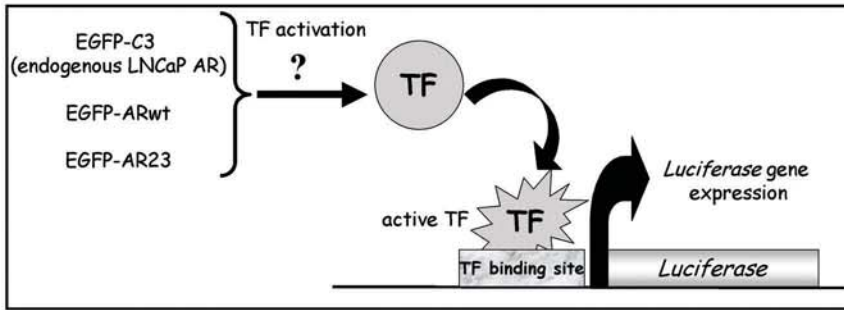 EGFP-C3
(endogenous LNCaP AR)
EGFP-ARwt
EGFP-AR23
TF activation
?
TF
active TF
TF
TF binding site
Luciferase gene
expression
Luciferase